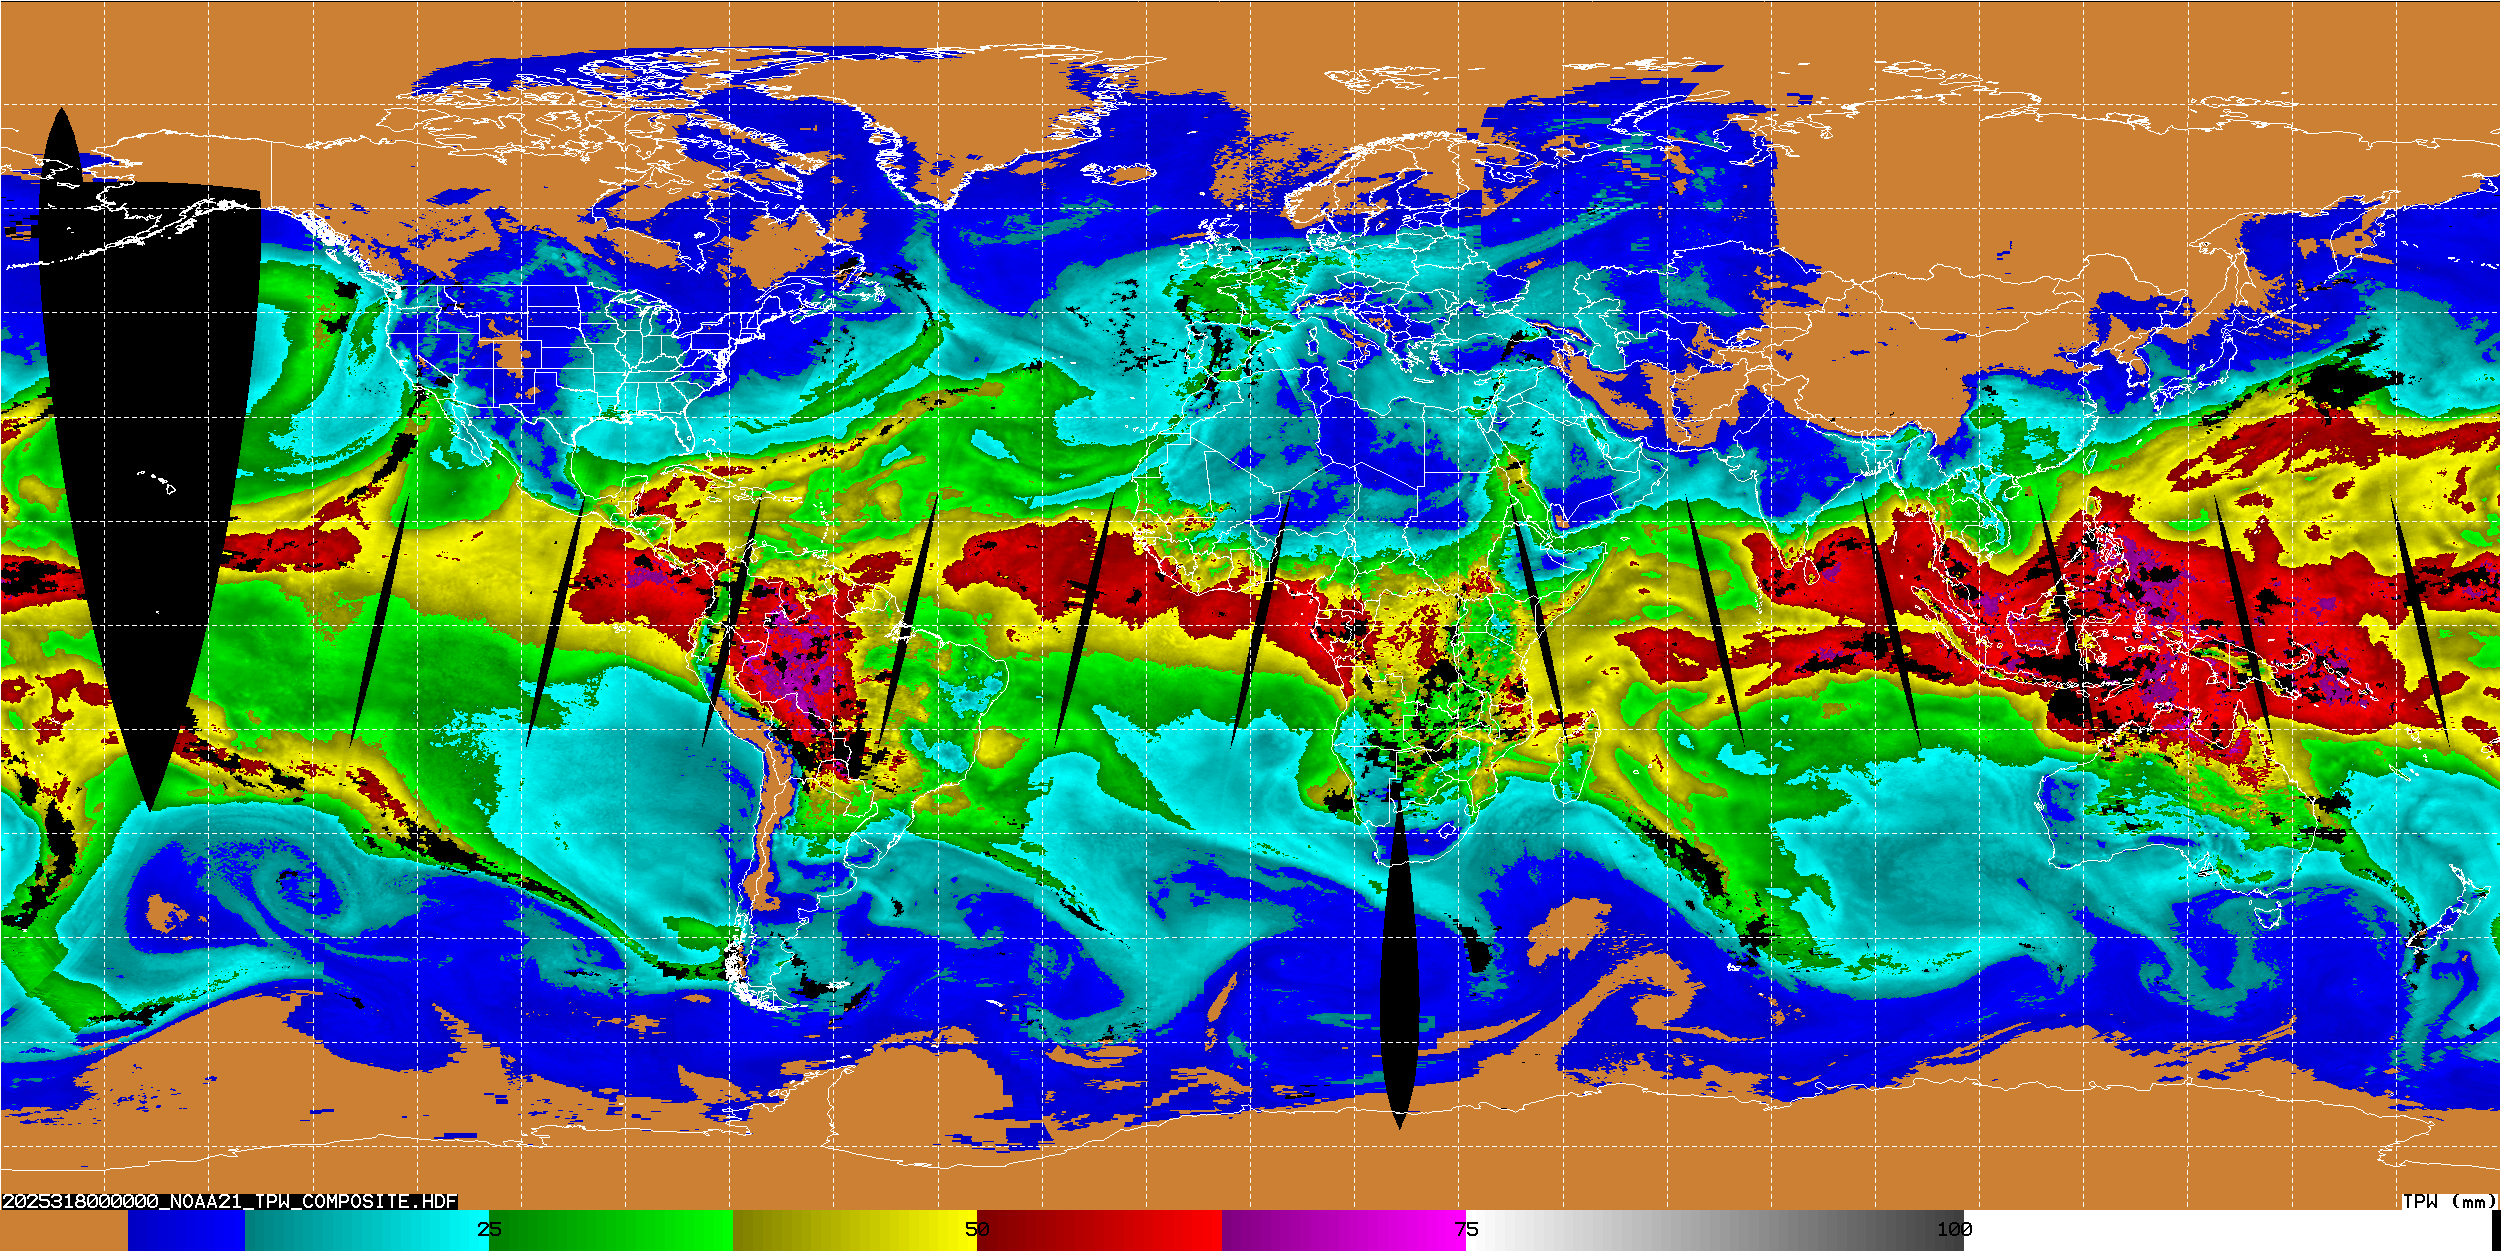 2025318000000_NOAA21_TPW_COMPOSITE.HDF
TPW (mm)
25 50 75 100